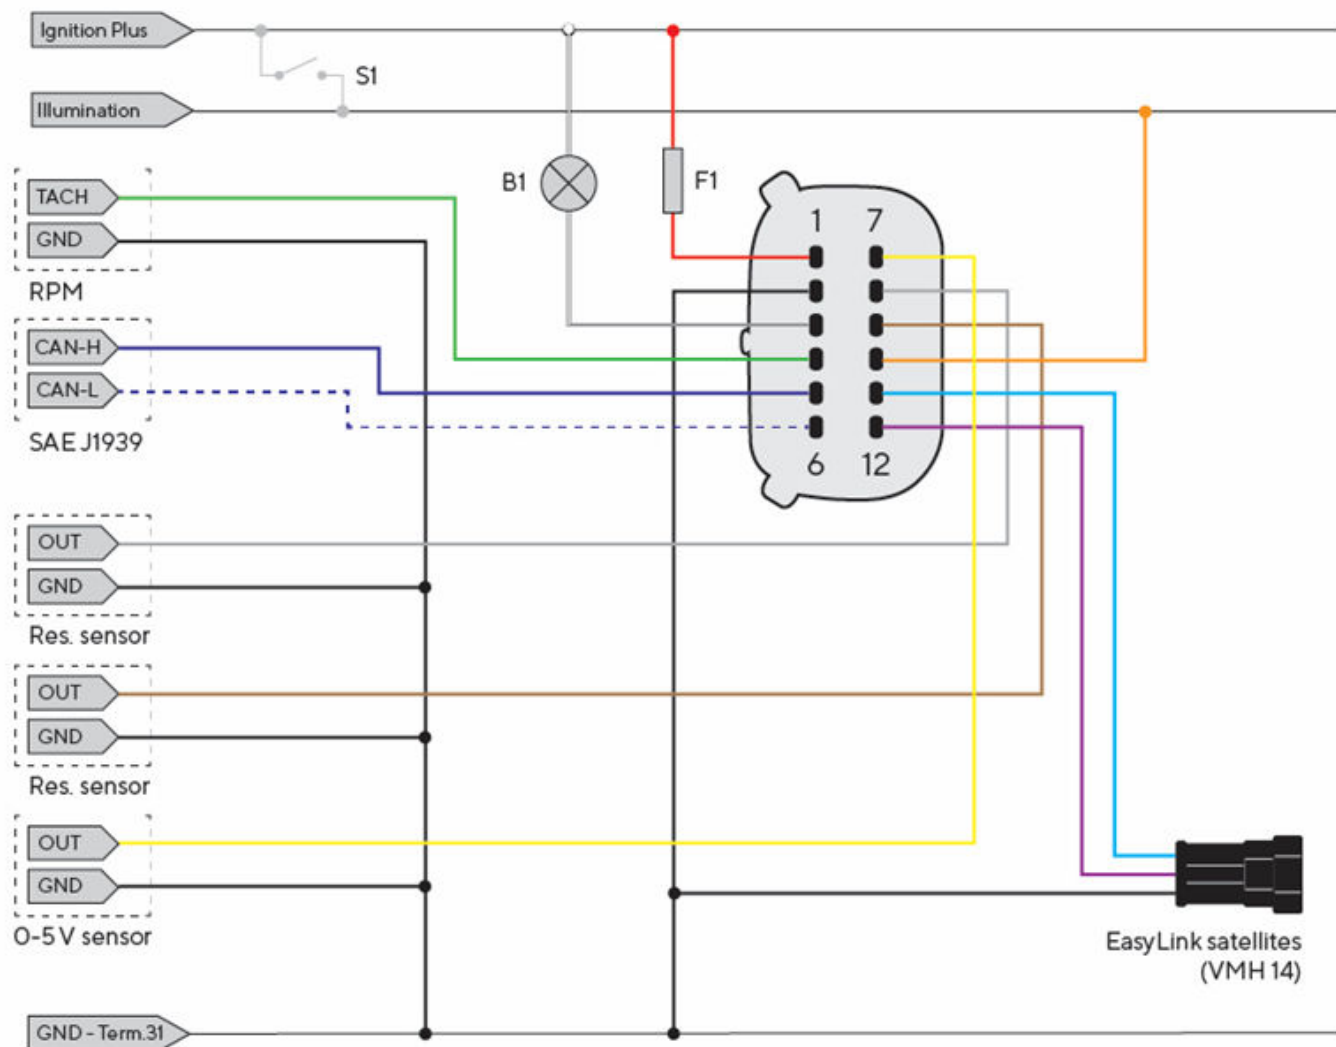 Ignition Plus
S1
Illumination
TACH
B1
F1
GND
1 7
RPM
CAN-H
CAN-L
SAE J1939
6 12
OUT
GND
Res. sensor
OUT
GND
Res. sensor
OUT
GND
0-5 V sensor
EasyLink satellites
(VMH 14)
GND - Term.31